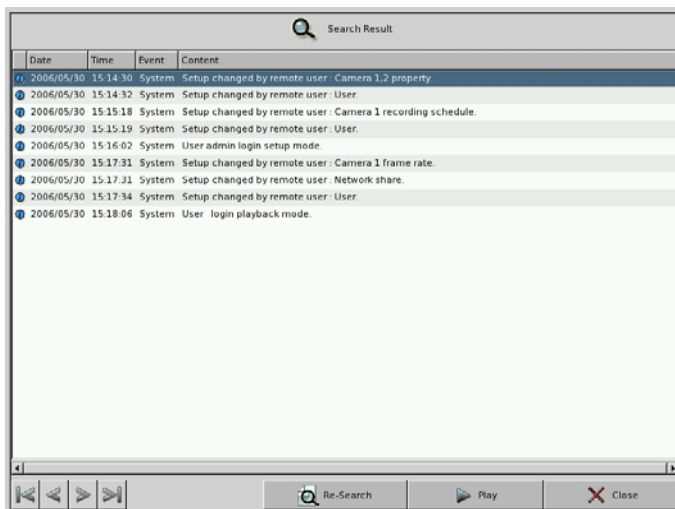 Search Result
Date Time Event Content
2006/05/30 15:14:30 System Setup changed by remote user : Camera 1,2 property.
2006/05/30 15:14:32 System Setup changed by remote user : User.
2006/05/30 15:15:18 System Setup changed by remote user : Camera 1 recording schedule.
2006/05/30 15:15:19 System Setup changed by remote user : User.
2006/05/30 15:16:02 System User admin login setup mode.
2006/05/30 15:17:31 System Setup changed by remote user : Camera 1 frame rate.
2006/05/30 15:17:31 System Setup changed by remote user : Network share.
2006/05/30 15:17:34 System Setup changed by remote user : User.
2006/05/30 15:18:06 System User login playback mode.
Re-Search Play Close